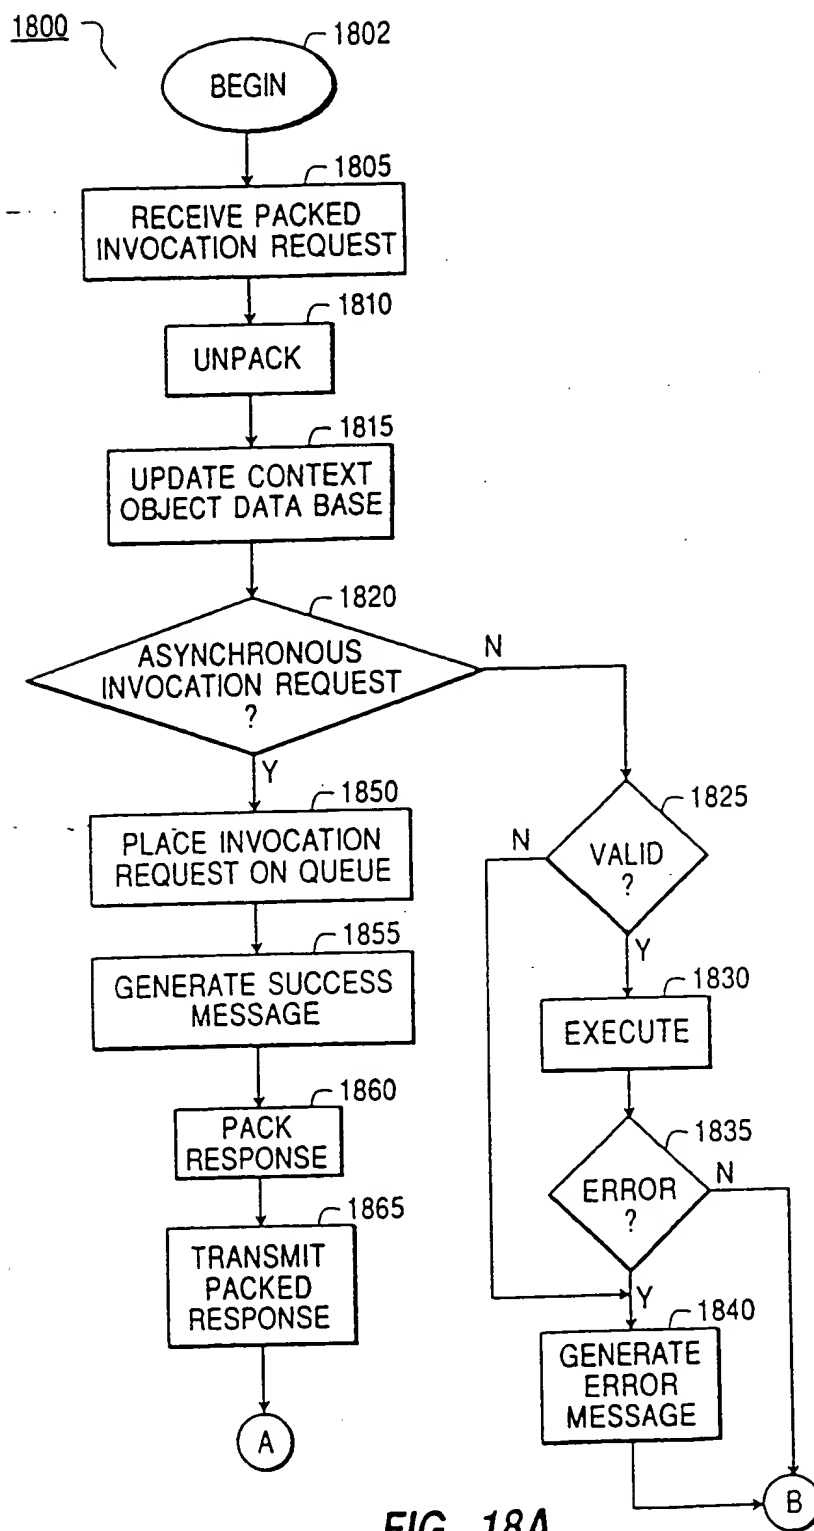 1800
1802
BEGIN
1805
RECEIVE PACKED
INVOCATION REQUEST
1810
UNPACK
1815
UPDATE CONTEXT
OBJECT DATA BASE
1820
ASYNCHRONOUS
INVOCATION REQUEST
?
N
Y
1850
PLACE INVOCATION
REQUEST ON QUEUE
1855
GENERATE SUCCESS
MESSAGE
1860
PACK
RESPONSE
1865
TRANSMIT
PACKED
RESPONSE
A
1825
VALID
?
N
Y
1830
EXECUTE
1835
ERROR
?
N
Y
1840
GENERATE
ERROR
MESSAGE
B
FIG. 18A